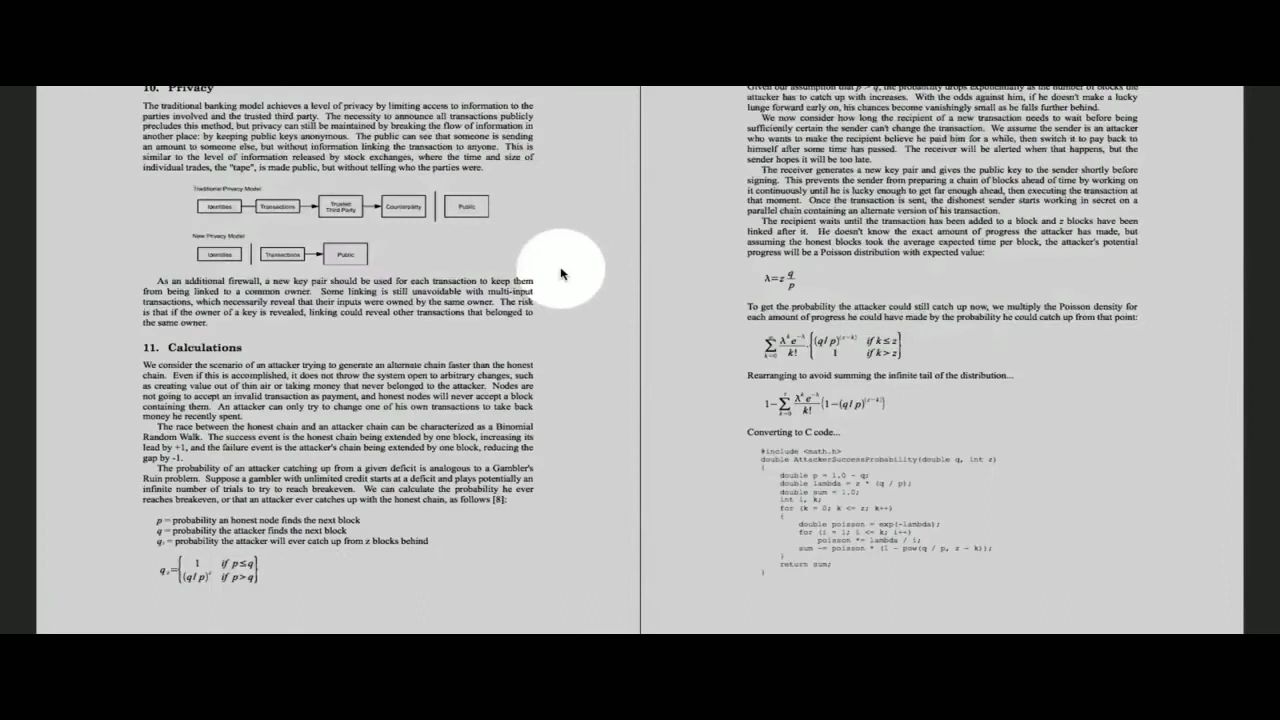 10. Privacy
The traditional banking model achieves a level of privacy by limiting access to information to the
parties involved and the trusted third party. The necessity to announce all transactions publicly
precludes this method, but privacy can still be maintained by breaking the flow of information in
another place: by keeping public keys anonymous. The public can see that someone is sending
an amount to someone else, but without information linking the transaction to anyone. This is
similar to the level of information released by stock exchanges, where the time and size of
individual trades, the "tape", is made public, but without telling who the parties were.
Traditional Privacy Model
Identities Transactions Trusted Third Party Counterparty Public
New Privacy Model
Identities Transactions Public
As an additional firewall, a new key pair should be used for each transaction to keep them
from being linked to a common owner. Some linking is still unavoidable with multi-input
transactions, which necessarily reveal that their inputs were owned by the same owner. The risk
is that if the owner of a key is revealed, linking could reveal other transactions that belonged to
the same owner.
11. Calculations
We consider the scenario of an attacker trying to generate an alternate chain faster than the honest
chain. Even if this is accomplished, it does not throw the system open to arbitrary changes, such
as creating value out of thin air or taking money that never belonged to the attacker. Nodes are
not going to accept an invalid transaction as payment, and honest nodes will never accept a block
containing them. An attacker can only try to change one of his own transactions to take back
money he recently spent.
The race between the honest chain and an attacker chain can be characterized as a Binomial
Random Walk. The success event is the honest chain being extended by one block, increasing its
lead by +1, and the failure event is the attacker's chain being extended by one block, reducing the
gap by -1.
The probability of an attacker catching up from a given deficit is analogous to a Gambler's
Ruin problem. Suppose a gambler with unlimited credit starts at a deficit and plays potentially an
infinite number of trials to try to reach breakeven. We can calculate the probability he ever
reaches breakeven, or that an attacker ever catches up with the honest chain, as follows [8]:
p = probability an honest node finds the next block
q = probability the attacker finds the next block
q_z = probability the attacker will ever catch up from z blocks behind
q_z = { 1 if p ≤ q
(q/p)^z if p > q }
Given our assumption that p > q, the probability drops exponentially as the number of blocks the
attacker has to catch up with increases. With the odds against him, if he doesn't make a lucky
lunge forward early on, his chances become vanishingly small as he falls further behind.
We now consider how long the recipient of a new transaction needs to wait before being
sufficiently certain the sender can't change the transaction. We assume the sender is an attacker
who wants to make the recipient believe he paid him for a while, then switch it to pay back to
himself after some time has passed. The receiver will be alerted when that happens, but the
sender hopes it will be too late.
The receiver generates a new key pair and gives the public key to the sender shortly before
signing. This prevents the sender from preparing a chain of blocks ahead of time by working on
it continuously until he is lucky enough to get far enough ahead, then executing the transaction at
that moment. Once the transaction is sent, the dishonest sender starts working in secret on a
parallel chain containing an alternate version of his transaction.
The recipient waits until the transaction has been added to a block and z blocks have been
linked after it. He doesn't know the exact amount of progress the attacker has made, but
assuming the honest blocks took the average expected time per block, the attacker's potential
progress will be a Poisson distribution with expected value:
λ = z q/p
To get the probability the attacker could still catch up now, we multiply the Poisson density for
each amount of progress he could have made by the probability he could catch up from that point:
∑_{k=0}^{∞} λ^k e^{-λ} / k! · { (q/p)^{(z-k)} if k ≤ z
1 if k > z }
Rearranging to avoid summing the infinite tail of the distribution...
1 - ∑_{k=0}^{z} λ^k e^{-λ} / k! (1 - (q/p)^{(z-k)})
Converting to C code...
#include <math.h>
double AttackerSuccessProbability(double q, int z)
{
double p = 1.0 - q;
double lambda = z * (q / p);
double sum = 1.0;
int i, k;
for (k = 0; k <= z; k++)
{
double poisson = exp(-lambda);
for (i = 1; i <= k; i++)
poisson *= lambda / i;
sum -= poisson * (1 - pow(q / p, z - k));
}
return sum;
}